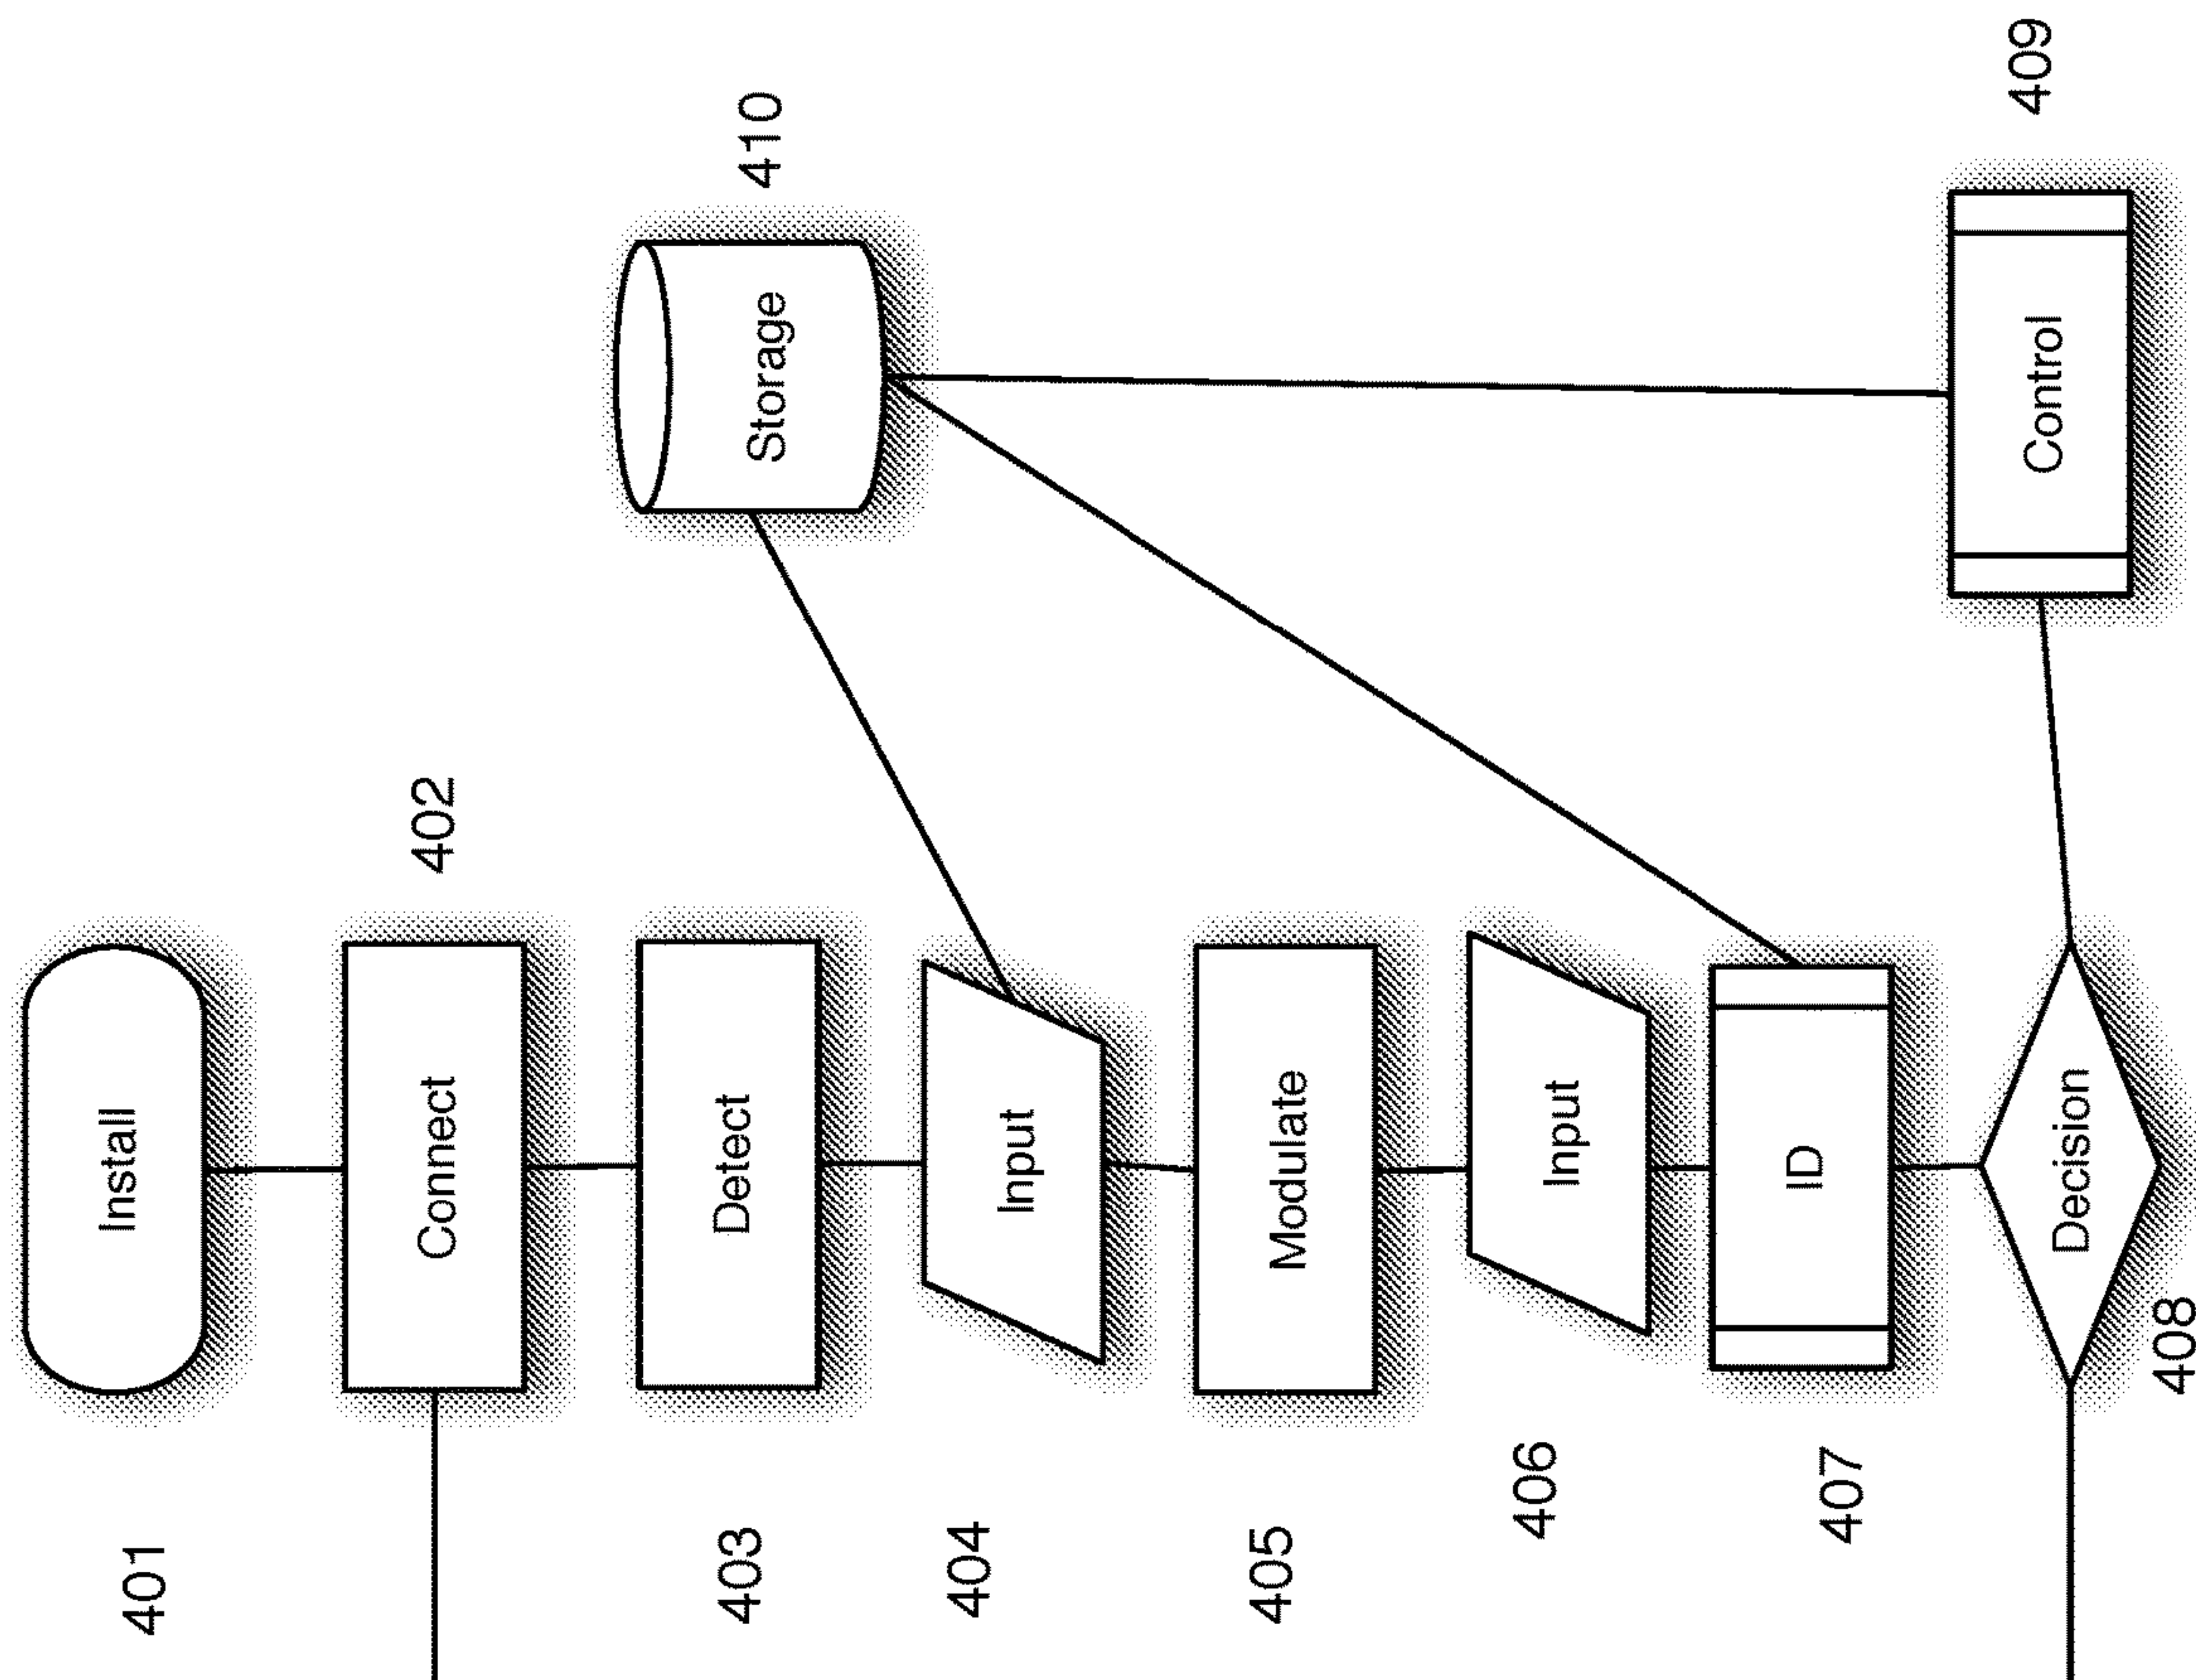 401
Install
402
Connect
403
Detect
404
Input
405
Modulate
406
Input
407
ID
408
Decision
409
Control
410
Storage